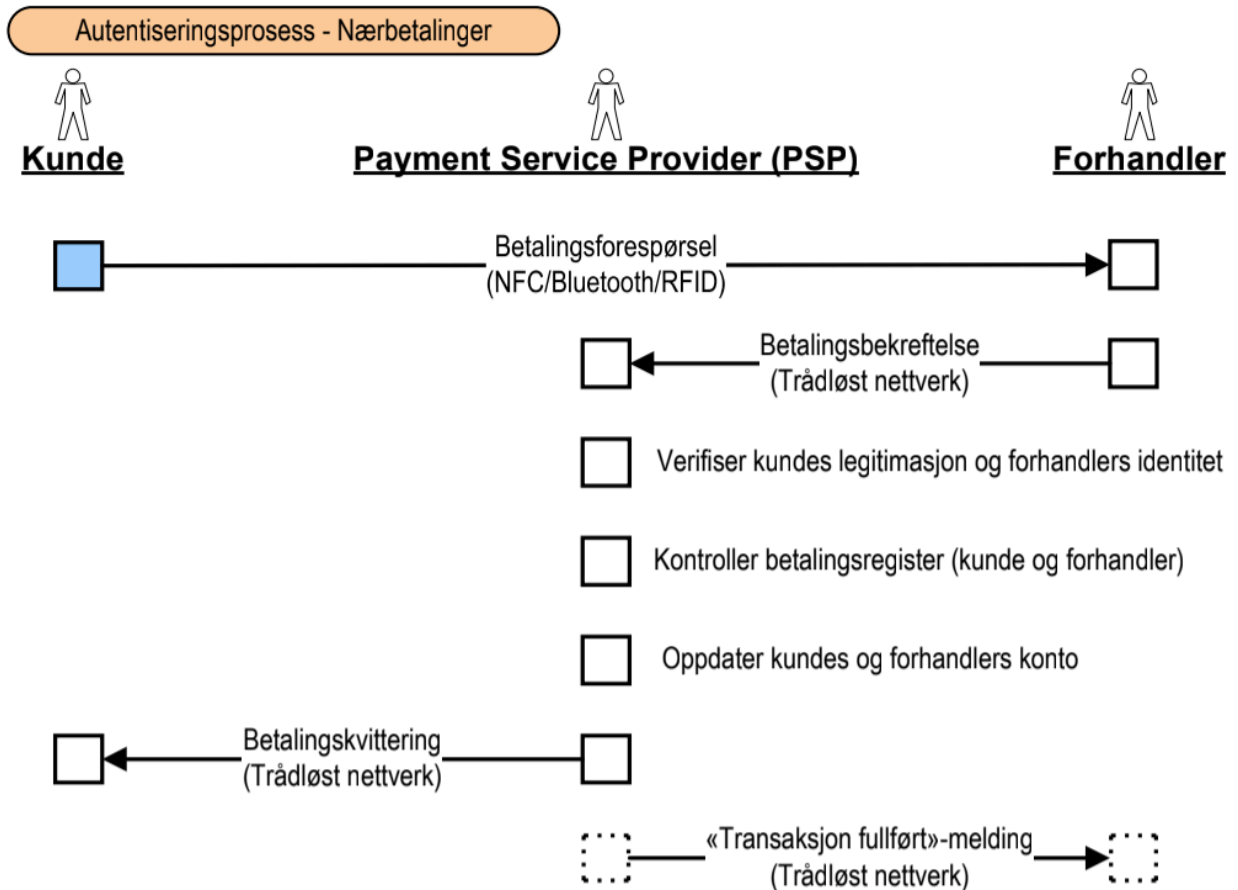 Autentiseringsprosess - Nærbetalinger
Kunde
Payment Service Provider (PSP)
Forhandler
Betalingsforespørsel
(NFC/Bluetooth/RFID)
Betalingsbekreftelse
(Trådløst nettverk)
Verifiser kundes legitimasjon og forhandlers identitet
Kontroller betalingsregister (kunde og forhandler)
Oppdater kundes og forhandlers konto
Betalingskvittering
(Trådløst nettverk)
«Transaksjon fullført»-melding
(Trådløst nettverk)